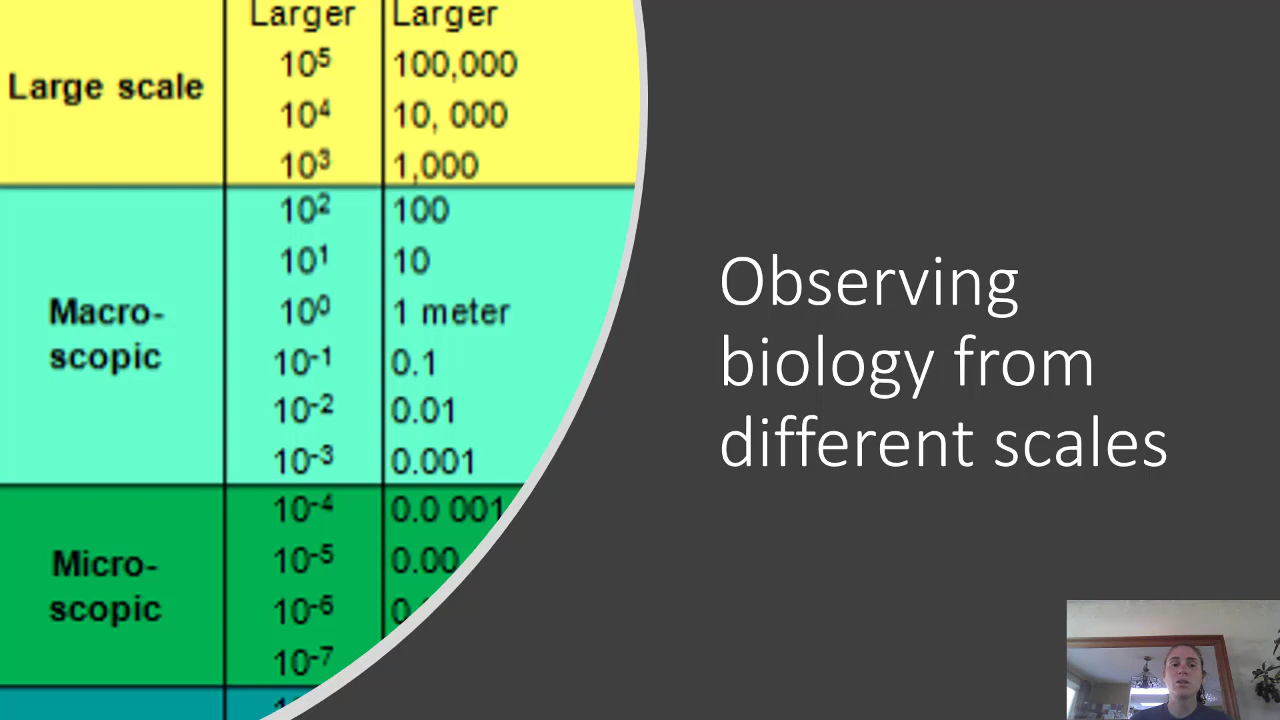 Larger Larger
10⁵ 100,000
Large scale
10⁴ 10, 000
10³ 1,000
10² 100
10¹ 10
Macro-
scopic
10⁰ 1 meter
10⁻¹ 0.1
10⁻² 0.01
10⁻³ 0.001
10⁻⁴ 0.0 001
Micro-
scopic
10⁻⁵ 0.00
10⁻⁶
10⁻⁷
Observing
biology from
different scales